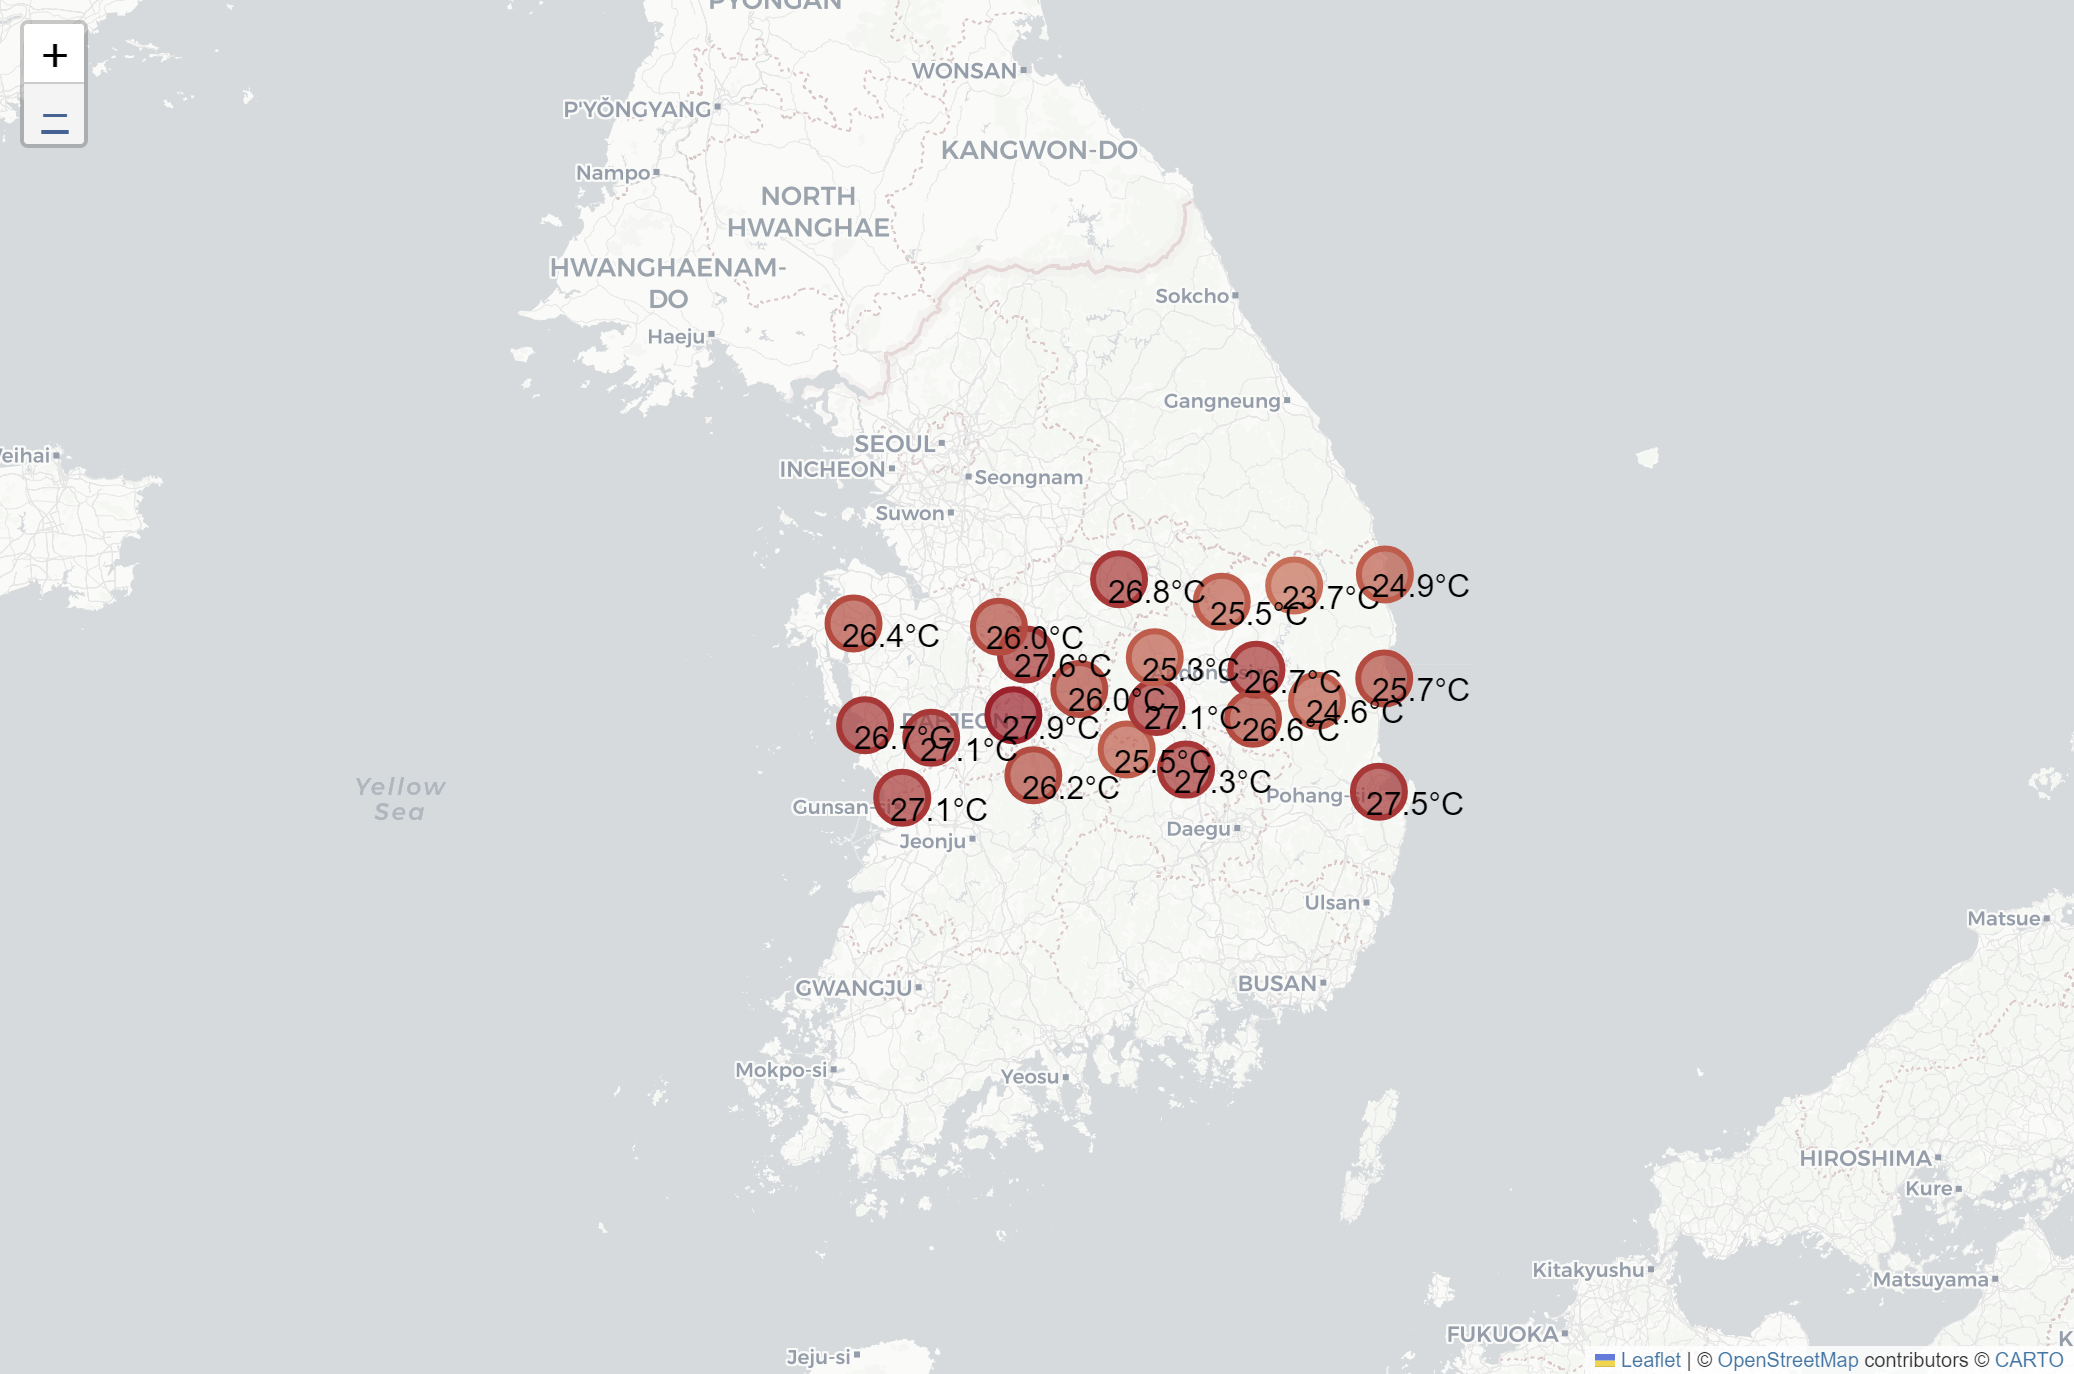 +
−
PYONGAN
WONSAN
P'YŎNGYANG
KANGWON-DO
Nampo
NORTH
HWANGHAE
HWANGHAENAM-
DO
Sokcho
Haeju
Gangneung
SEOUL
INCHEON
Seongnam
Suwon
26.8°C
25.5°C
23.7°C
24.9°C
26.4°C
26.0°C
27.6°C
25.3°C
26.7°C
25.7°C
26.0°C
27.1°C
24.6°C
26.6°C
DAEJEON
27.9°C
26.7°C
27.1°C
25.5°C
26.2°C
27.3°C
Pohang-si
27.5°C
Gunsan-si
27.1°C
Yellow
Sea
Daegu
Jeonju
Ulsan
Matsue
GWANGJU
BUSAN
Mokpo-si
Yeosu
HIROSHIMA
Kure
Kitakyushu
Matsuyama
FUKUOKA
Jeju-si
Leaflet | © OpenStreetMap contributors © CARTO